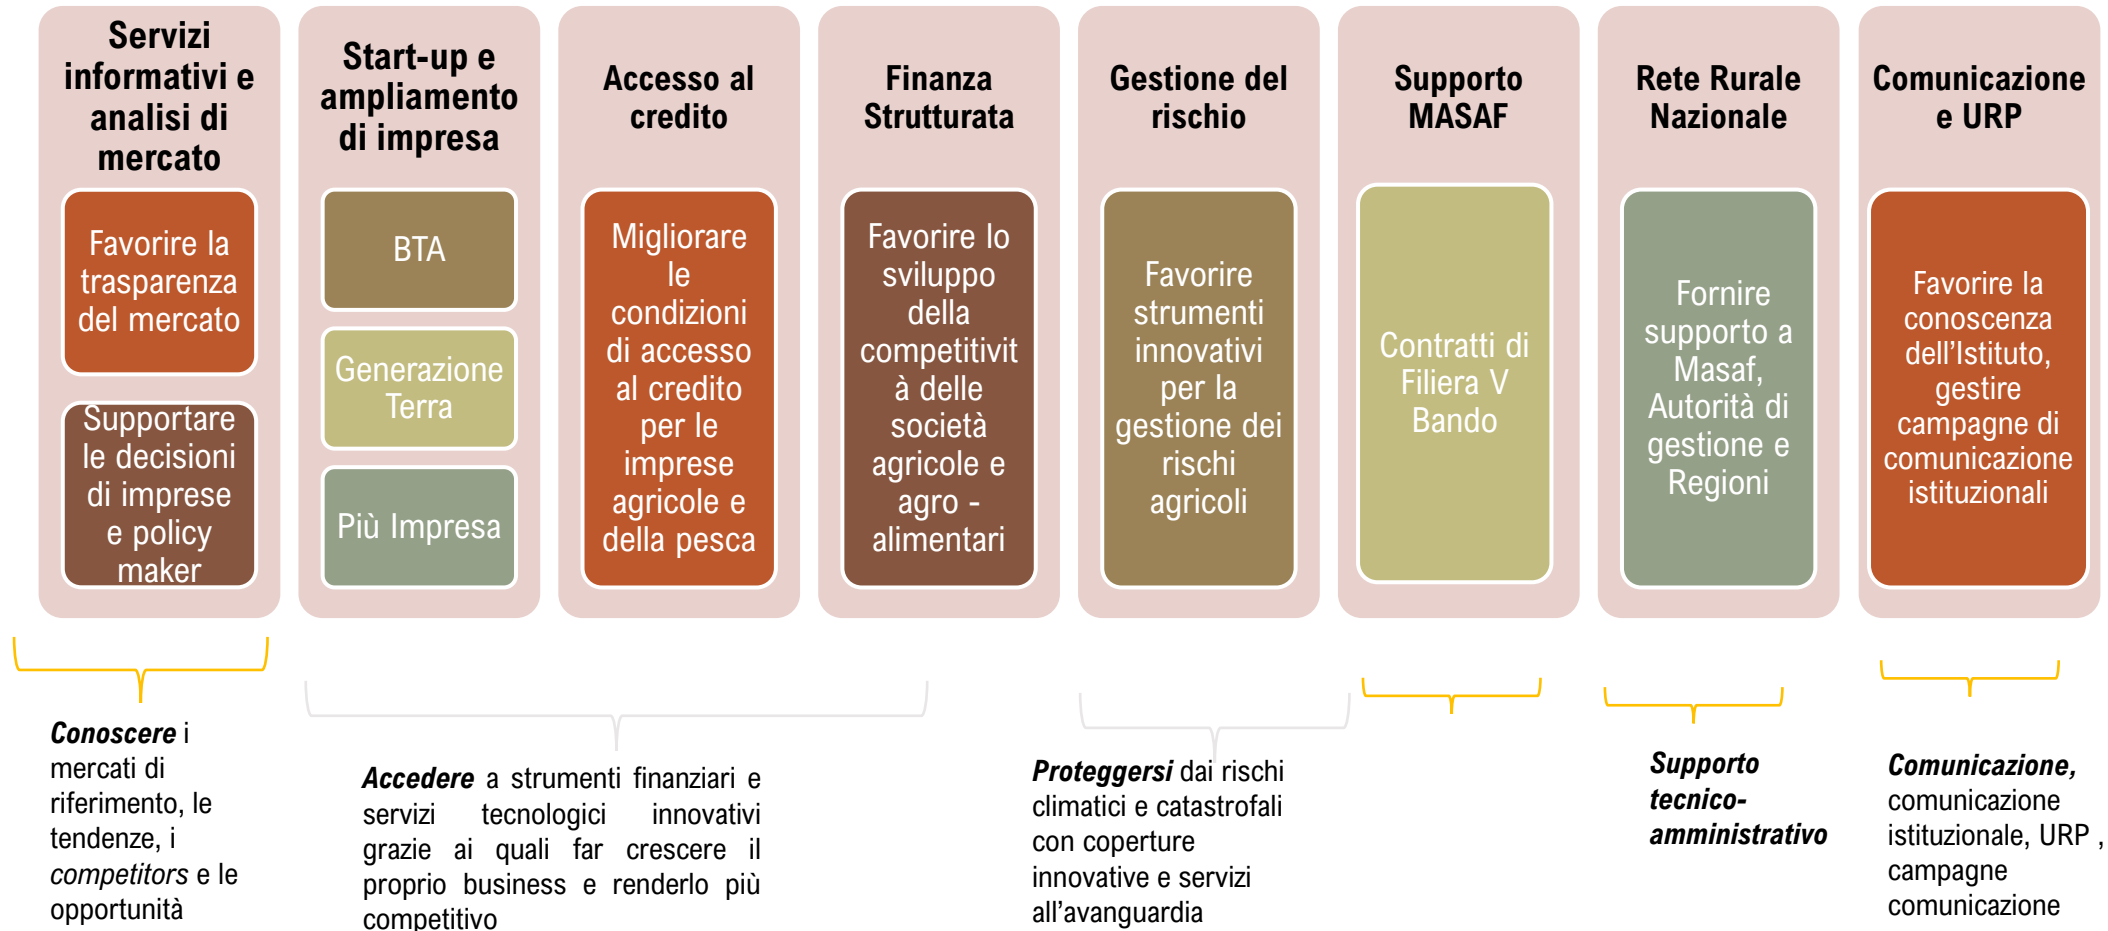 Servizi
informativi e
analisi di
mercato
Favorire la
trasparenza
del mercato
Supportare
le decisioni
di imprese
e policy
maker
Start-up e
ampliamento
di impresa
BTA
Generazione
Terra
Più Impresa
Accesso al
credito
Migliorare
le
condizioni
di accesso
al credito
per le
imprese
agricole e
della pesca
Finanza
Strutturata
Favorire lo
sviluppo
della
competitivit
à delle
società
agricole e
agro -
alimentari
Gestione del
rischio
Favorire
strumenti
innovativi
per la
gestione dei
rischi
agricoli
Supporto
MASAF
Contratti di
Filiera V
Bando
Rete Rurale
Nazionale
Fornire
supporto a
Masaf,
Autorità di
gestione e
Regioni
Comunicazione
e URP
Favorire la
conoscenza
dell'Istituto,
gestire
campagne di
comunicazione
istituzionali
Conoscere i
mercati di
riferimento, le
tendenze, i
competitors e le
opportunità
Accedere a strumenti finanziari e
servizi tecnologici innovativi
grazie ai quali far crescere il
proprio business e renderlo più
competitivo
Proteggersi dai rischi
climatici e catastrofali
con coperture
innovative e servizi
all'avanguardia
Supporto
tecnico-
amministrativo
Comunicazione,
comunicazione
istituzionale, URP ,
campagne
comunicazione